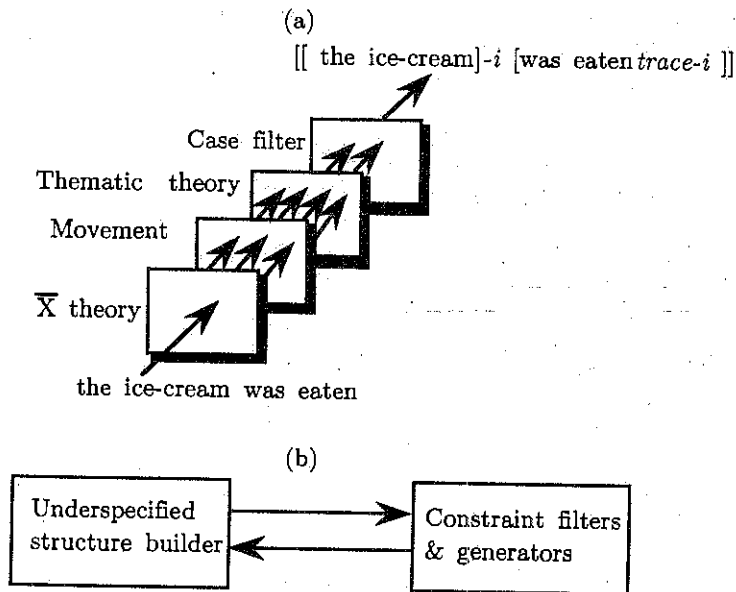 (a)
[[ the ice-cream]-i [was eaten trace-i ]]
Case filter
Thematic theory
Movement
X̅ theory
the ice-cream was eaten
(b)
Underspecified
structure builder
Constraint filters
& generators